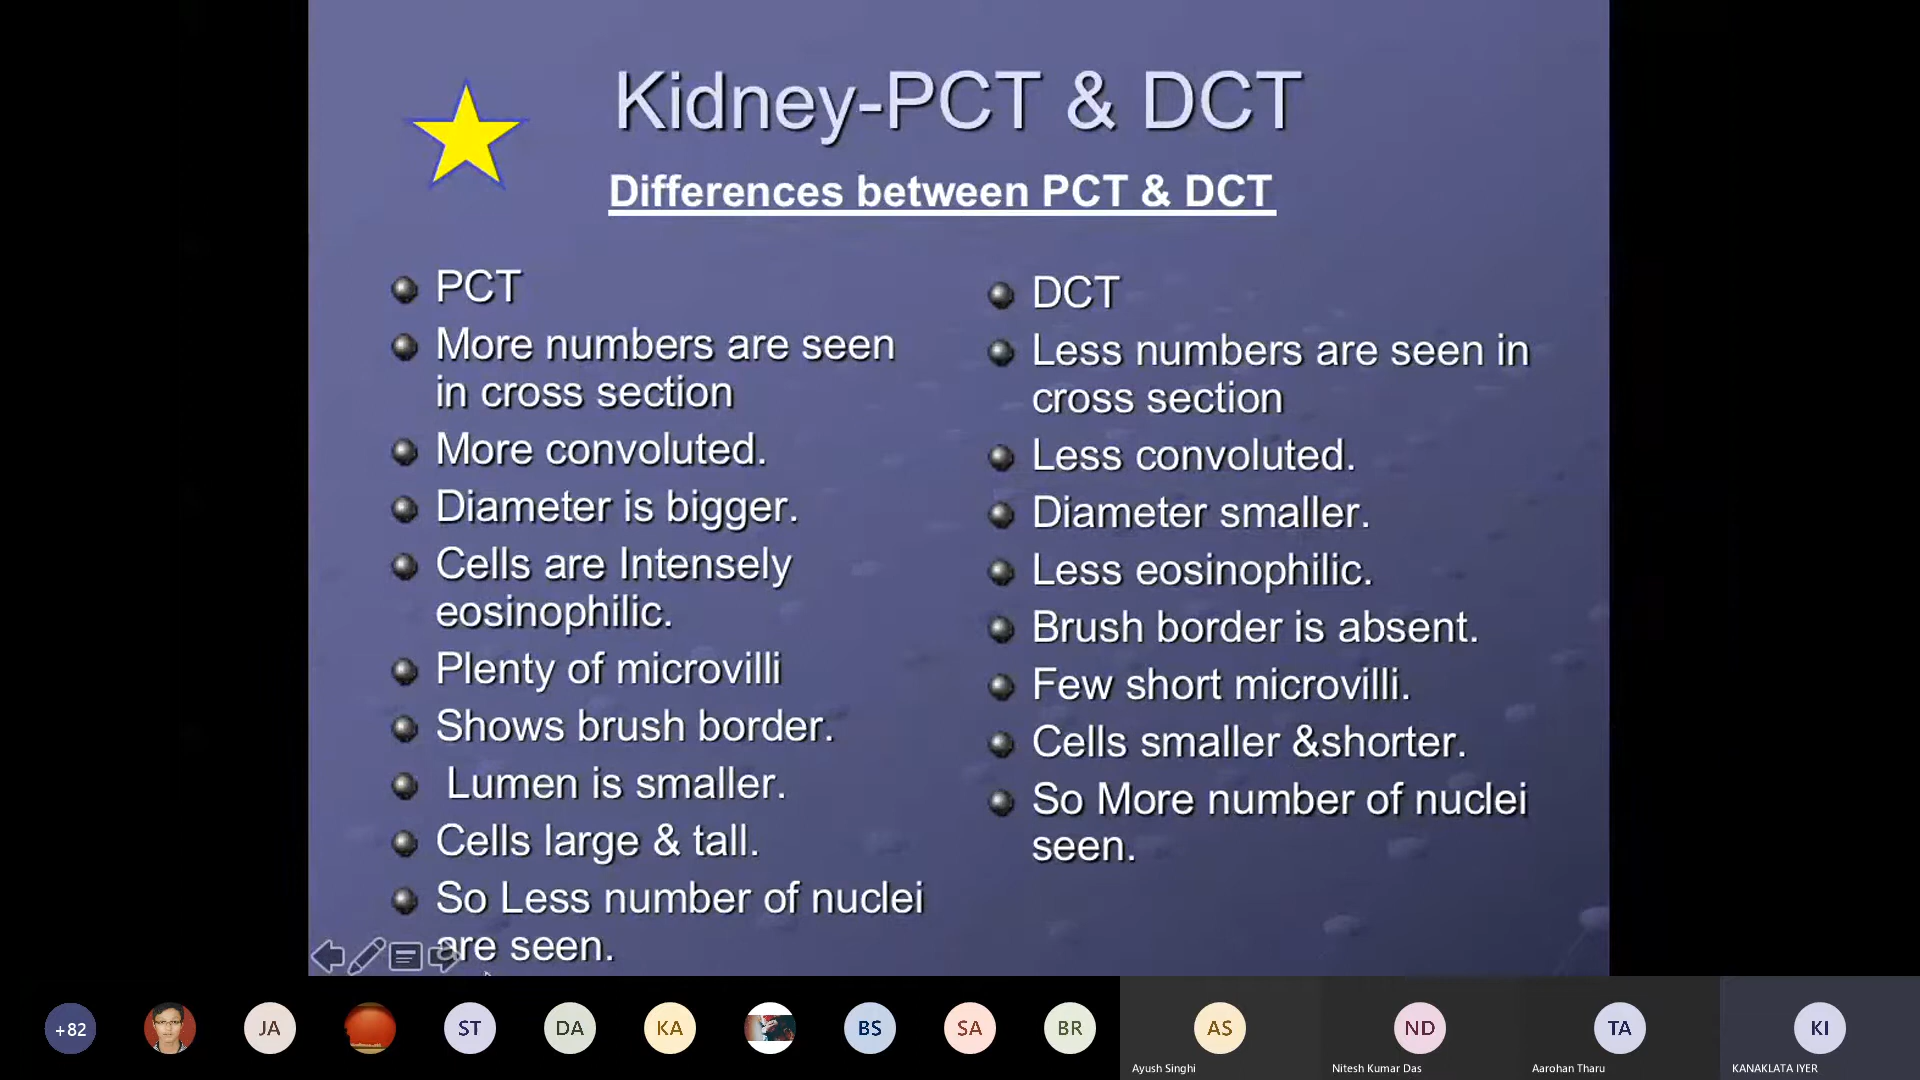 Kidney-PCT & DCT
Differences between PCT & DCT
PCT
More numbers are seen
in cross section
More convoluted.
Diameter is bigger.
Cells are Intensely
eosinophilic.
Plenty of microvilli
Shows brush border.
Lumen is smaller.
Cells large & tall.
So Less number of nuclei
are seen.
DCT
Less numbers are seen in
cross section
Less convoluted.
Diameter smaller.
Less eosinophilic.
Brush border is absent.
Few short microvilli.
Cells smaller &shorter.
So More number of nuclei
seen.
+82
JA
ST
DA
KA
BS
SA
BR
AS
Ayush Singhi
ND
Nitesh Kumar Das
TA
Aarohan Tharu
KI
KANAKLATA IYER